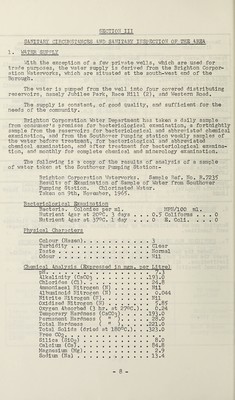 SECTION III
SANITARY CIRCUMSTANCES AND SANITARY INSPECTION OF THE AREA
1. WATER SUPPLY
With the exception of a few private wells, which are used for
trade purposes, the water supply is derived from the Brighton Corpor-
ation Waterworks, which are situated at the south-west end of the
Borough.
The water is pumped from the well into four covered distributing
reservoirs, namely Jubilee Park, Race Hill (2), and Western Road.
The supply is constant, of good quality, and sufficient for the
needs of the community.
Brighton Corporation Water Department has taken a daily sample
from consumer's premises for bacteriological examination, a fortnightly
sample from the reservoirs for bacteriological and abbreviated chemical
examination, and from the Southover Pumping station weekly samples of
the water before treatment, for bacteriological and abbreviated
chemical examination, and after treatment for bacteriological examina-
tion, and yearly for complete chemical and mineralogy examination.
The following is a copy of the results of analysis of a sample
of water taken at the Southover Pumping Station:-
Brighton Corporation Waterworks. Sample Ref. No. R.7235
Results of Examination of Sample of Water from Southover
Pumping Station. Chlorinated Water.
Taken on 9th, November, 1965.
Bacteriological Examination
Bacteria. Colonies per ml. MPN/100 ml.
Nutrient Agar at 20°C. 3 days . . . 0.5 Coliforms . . . 0
Nutrient Agar at 37°C. 1 day . . . 0 E. Coli. . . . 0
Physical Characters
Colour (Hazen). . . . 3
Turbidity . . . . Clear
Taste . . . . Normal
Odour . . . . Nil
Chemical Analysis (Expressed in mgm. per litre)
pH. . . . 7.3
Alkalinity (CaCO3) . . . 193.0
Chlorides (Cl). . . . 24.8
Ammoniacal Nitrogen (N) . . . Nil
Albuminoid Nitrogen (N) . . . 0.044
Nitrite Nitrogen (N). . . . Nil
Oxidised Nitrogen (N) . . . 5.85
Oxygen Absorbed (3 hr. at 27°C.). 0.24
Temporary Hardness (CaCO3). . . 193.0
Permanent Hardness ( " ) . . . 28.0
Total Hardness ( " ) . . . 221.0
Total Solids (dried at 180°C.). . . 323.0
Free CO2. . . .
Silica (SiO2) . . . 8.0
Calcium (Ca). . . . 84.8
Magnesium (Mg). . . . 2.9
Sodium (Na) . . . 13.4
- 8 -